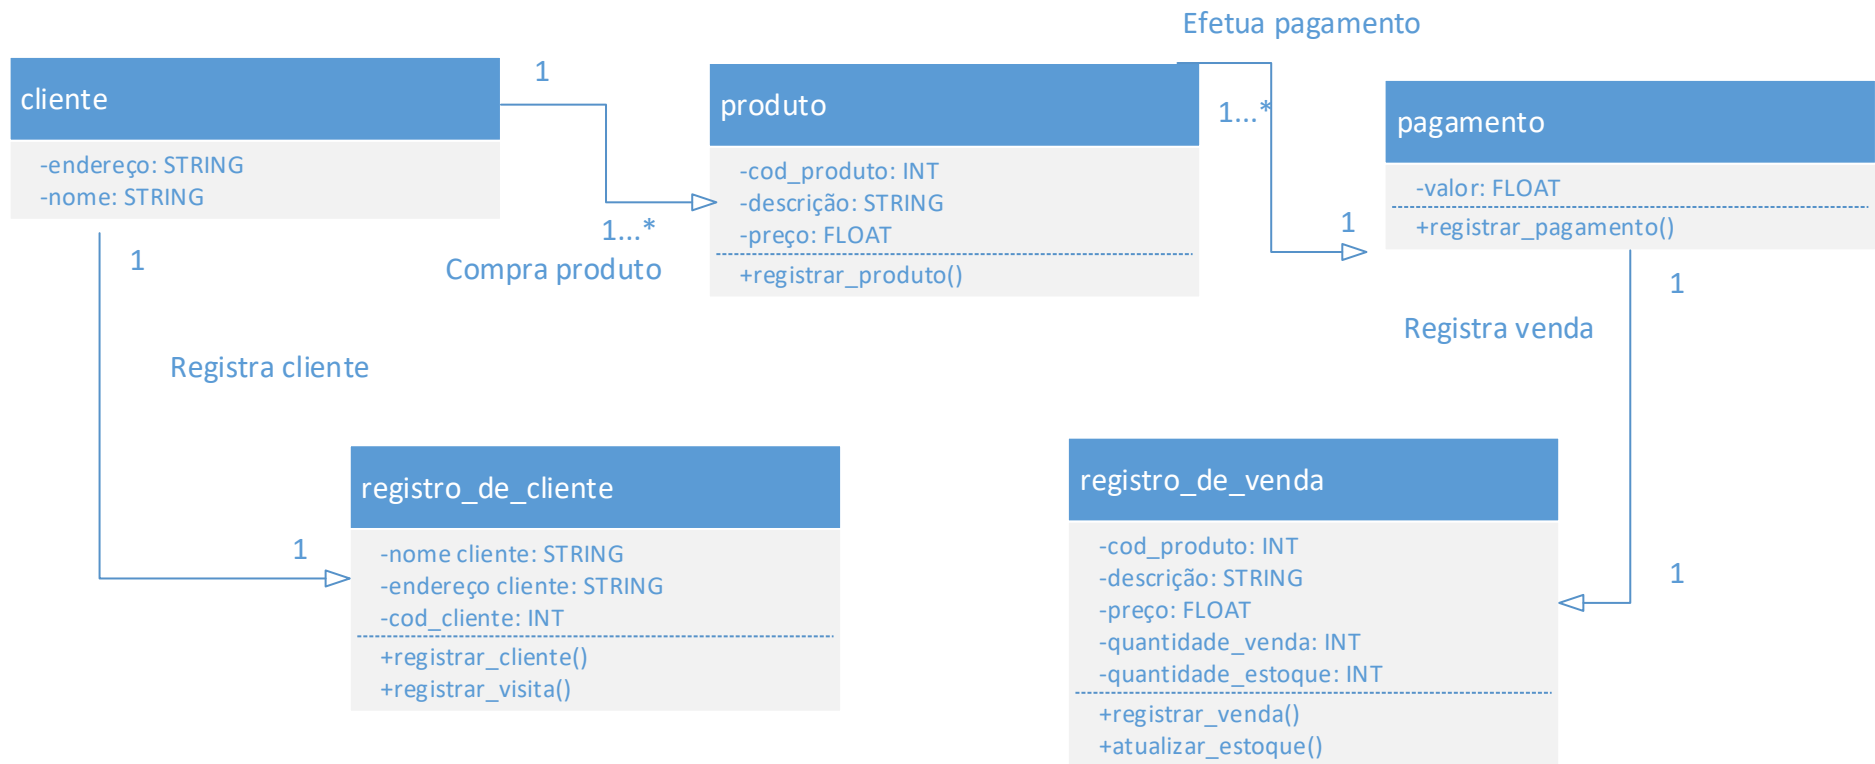 Efetua pagamento
cliente
-endereço: STRING
-nome: STRING
1
1...*
Compra produto
produto
-cod_produto: INT
-descrição: STRING
-preço: FLOAT
+registrar_produto()
1...*
1
pagamento
-valor: FLOAT
+registrar_pagamento()
1
Registra cliente
1
1
Registra venda
1
registro_de_cliente
-nome cliente: STRING
-endereço cliente: STRING
-cod_cliente: INT
+registrar_cliente()
+registrar_visita()
registro_de_venda
-cod_produto: INT
-descrição: STRING
-preço: FLOAT
-quantidade_venda: INT
-quantidade_estoque: INT
+registrar_venda()
+atualizar_estoque()
1